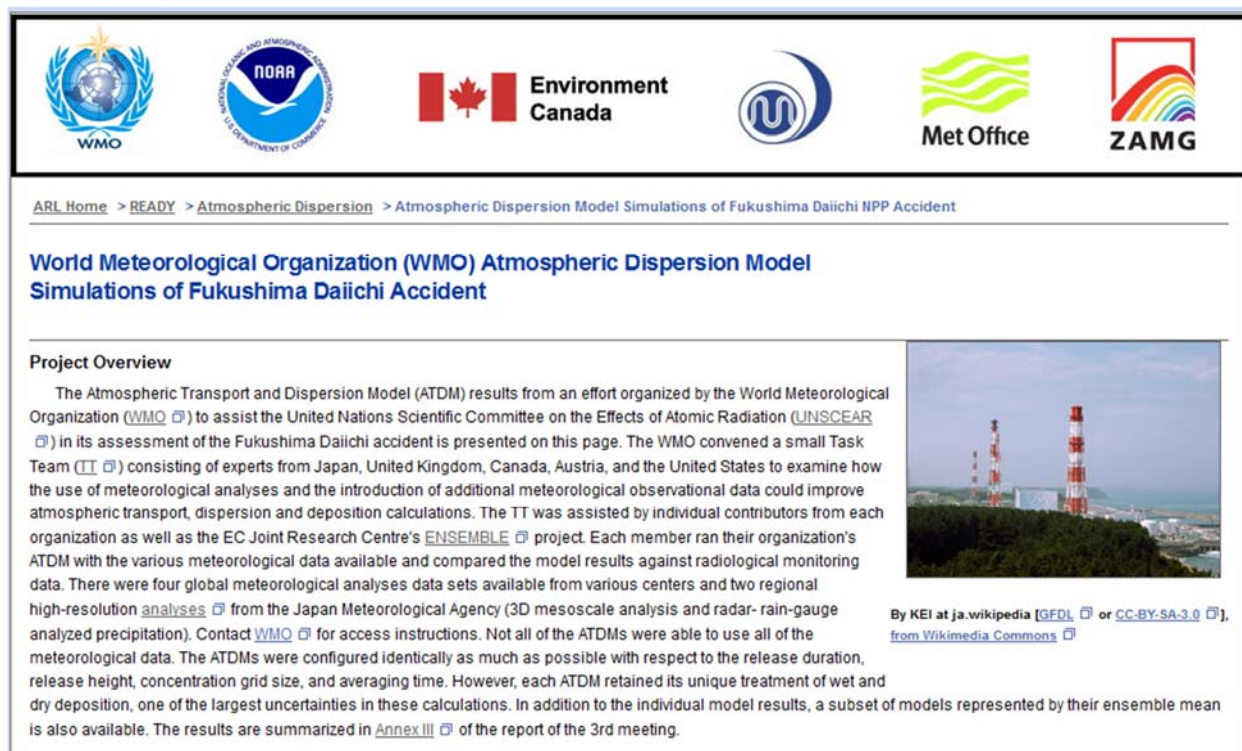 WMO
NATIONAL OCEANIC AND ATMOSPHERIC ADMINISTRATION
NOAA
U.S. DEPARTMENT OF COMMERCE
Environment
Canada
Met Office
ZAMG
ARL Home > READY > Atmospheric Dispersion > Atmospheric Dispersion Model Simulations of Fukushima Daiichi NPP Accident
World Meteorological Organization (WMO) Atmospheric Dispersion Model
Simulations of Fukushima Daiichi Accident
Project Overview
The Atmospheric Transport and Dispersion Model (ATDM) results from an effort organized by the World Meteorological
Organization (WMO) to assist the United Nations Scientific Committee on the Effects of Atomic Radiation (UNSCEAR
) in its assessment of the Fukushima Daiichi accident is presented on this page. The WMO convened a small Task
Team (TT) consisting of experts from Japan, United Kingdom, Canada, Austria, and the United States to examine how
the use of meteorological analyses and the introduction of additional meteorological observational data could improve
atmospheric transport, dispersion and deposition calculations. The TT was assisted by individual contributors from each
organization as well as the EC Joint Research Centre's ENSEMBLE project. Each member ran their organization's
ATDM with the various meteorological data available and compared the model results against radiological monitoring
data. There were four global meteorological analyses data sets available from various centers and two regional
high-resolution analyses from the Japan Meteorological Agency (3D mesoscale analysis and radar- rain-gauge
analyzed precipitation). Contact WMO for access instructions. Not all of the ATDMs were able to use all of the
meteorological data. The ATDMs were configured identically as much as possible with respect to the release duration,
release height, concentration grid size, and averaging time. However, each ATDM retained its unique treatment of wet and
dry deposition, one of the largest uncertainties in these calculations. In addition to the individual model results, a subset of models represented by their ensemble mean
is also available. The results are summarized in Annex III of the report of the 3rd meeting.
By KEI at ja.wikipedia [GFDL or CC-BY-SA-3.0],
from Wikimedia Commons